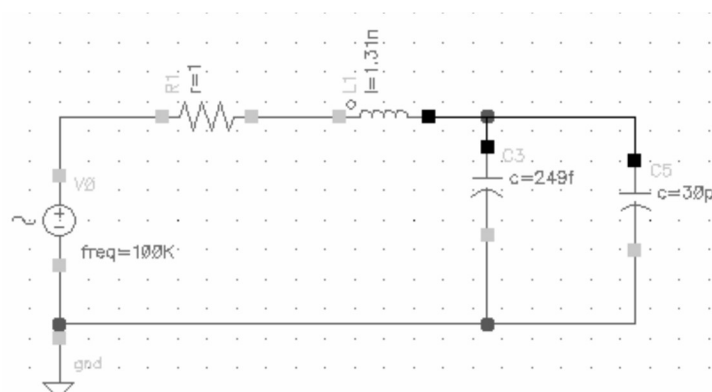 R1
r=1
L1
l=1.31n
C3
c=249f
C5
c=30p
V0
freq=100K
gnd